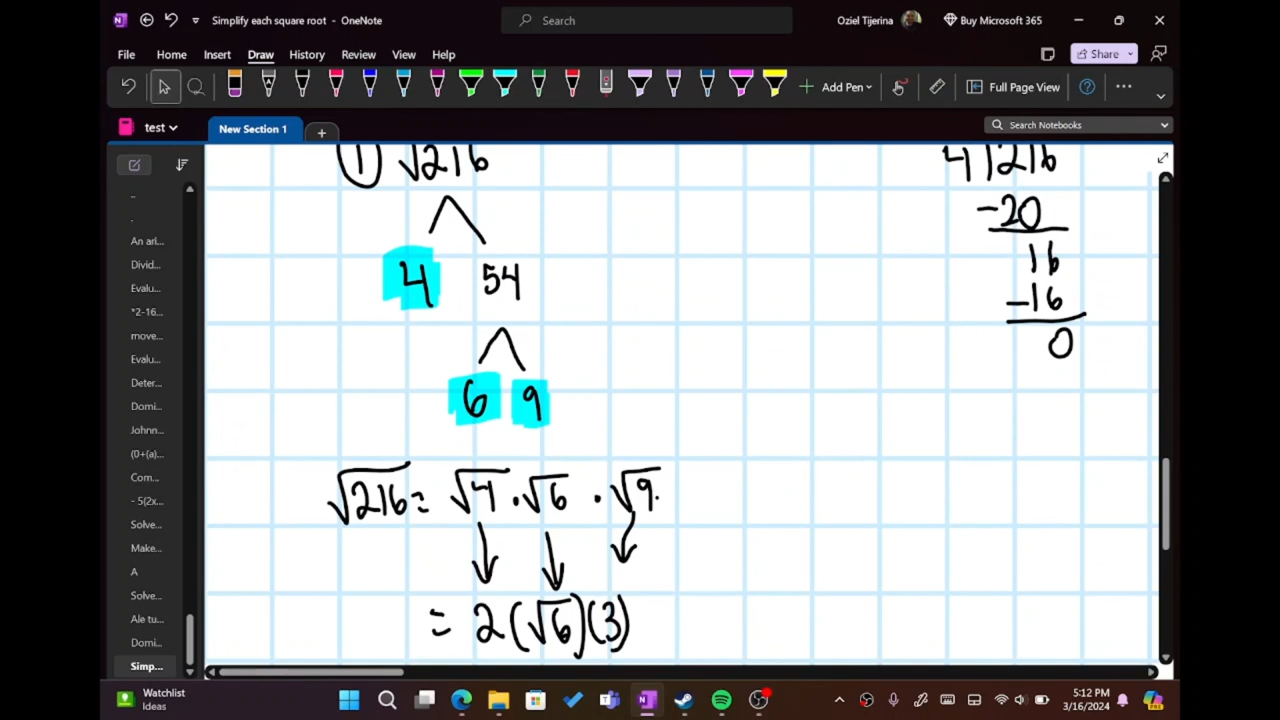 Simplify each square root - OneNote
Search
Oziel Tijerina
Buy Microsoft 365
File Home Insert Draw History Review View Help
Share
Add Pen
Full Page View
test
New Section 1
Search Notebooks
① √216
4 54
6 9
√216 = √4 · √6 · √9.
= 2(√6)(3)
4 216
-20
16
-16
0
An ari...
Divid...
Evalu...
*2-16...
move...
Evalu...
Deter...
Domi...
Johnn...
(0+(a)...
Com...
- 5(2x...
Solve...
Make...
A
Solve...
Ale tu...
Domi...
Simp...
Watchlist
Ideas
5:12 PM
3/16/2024